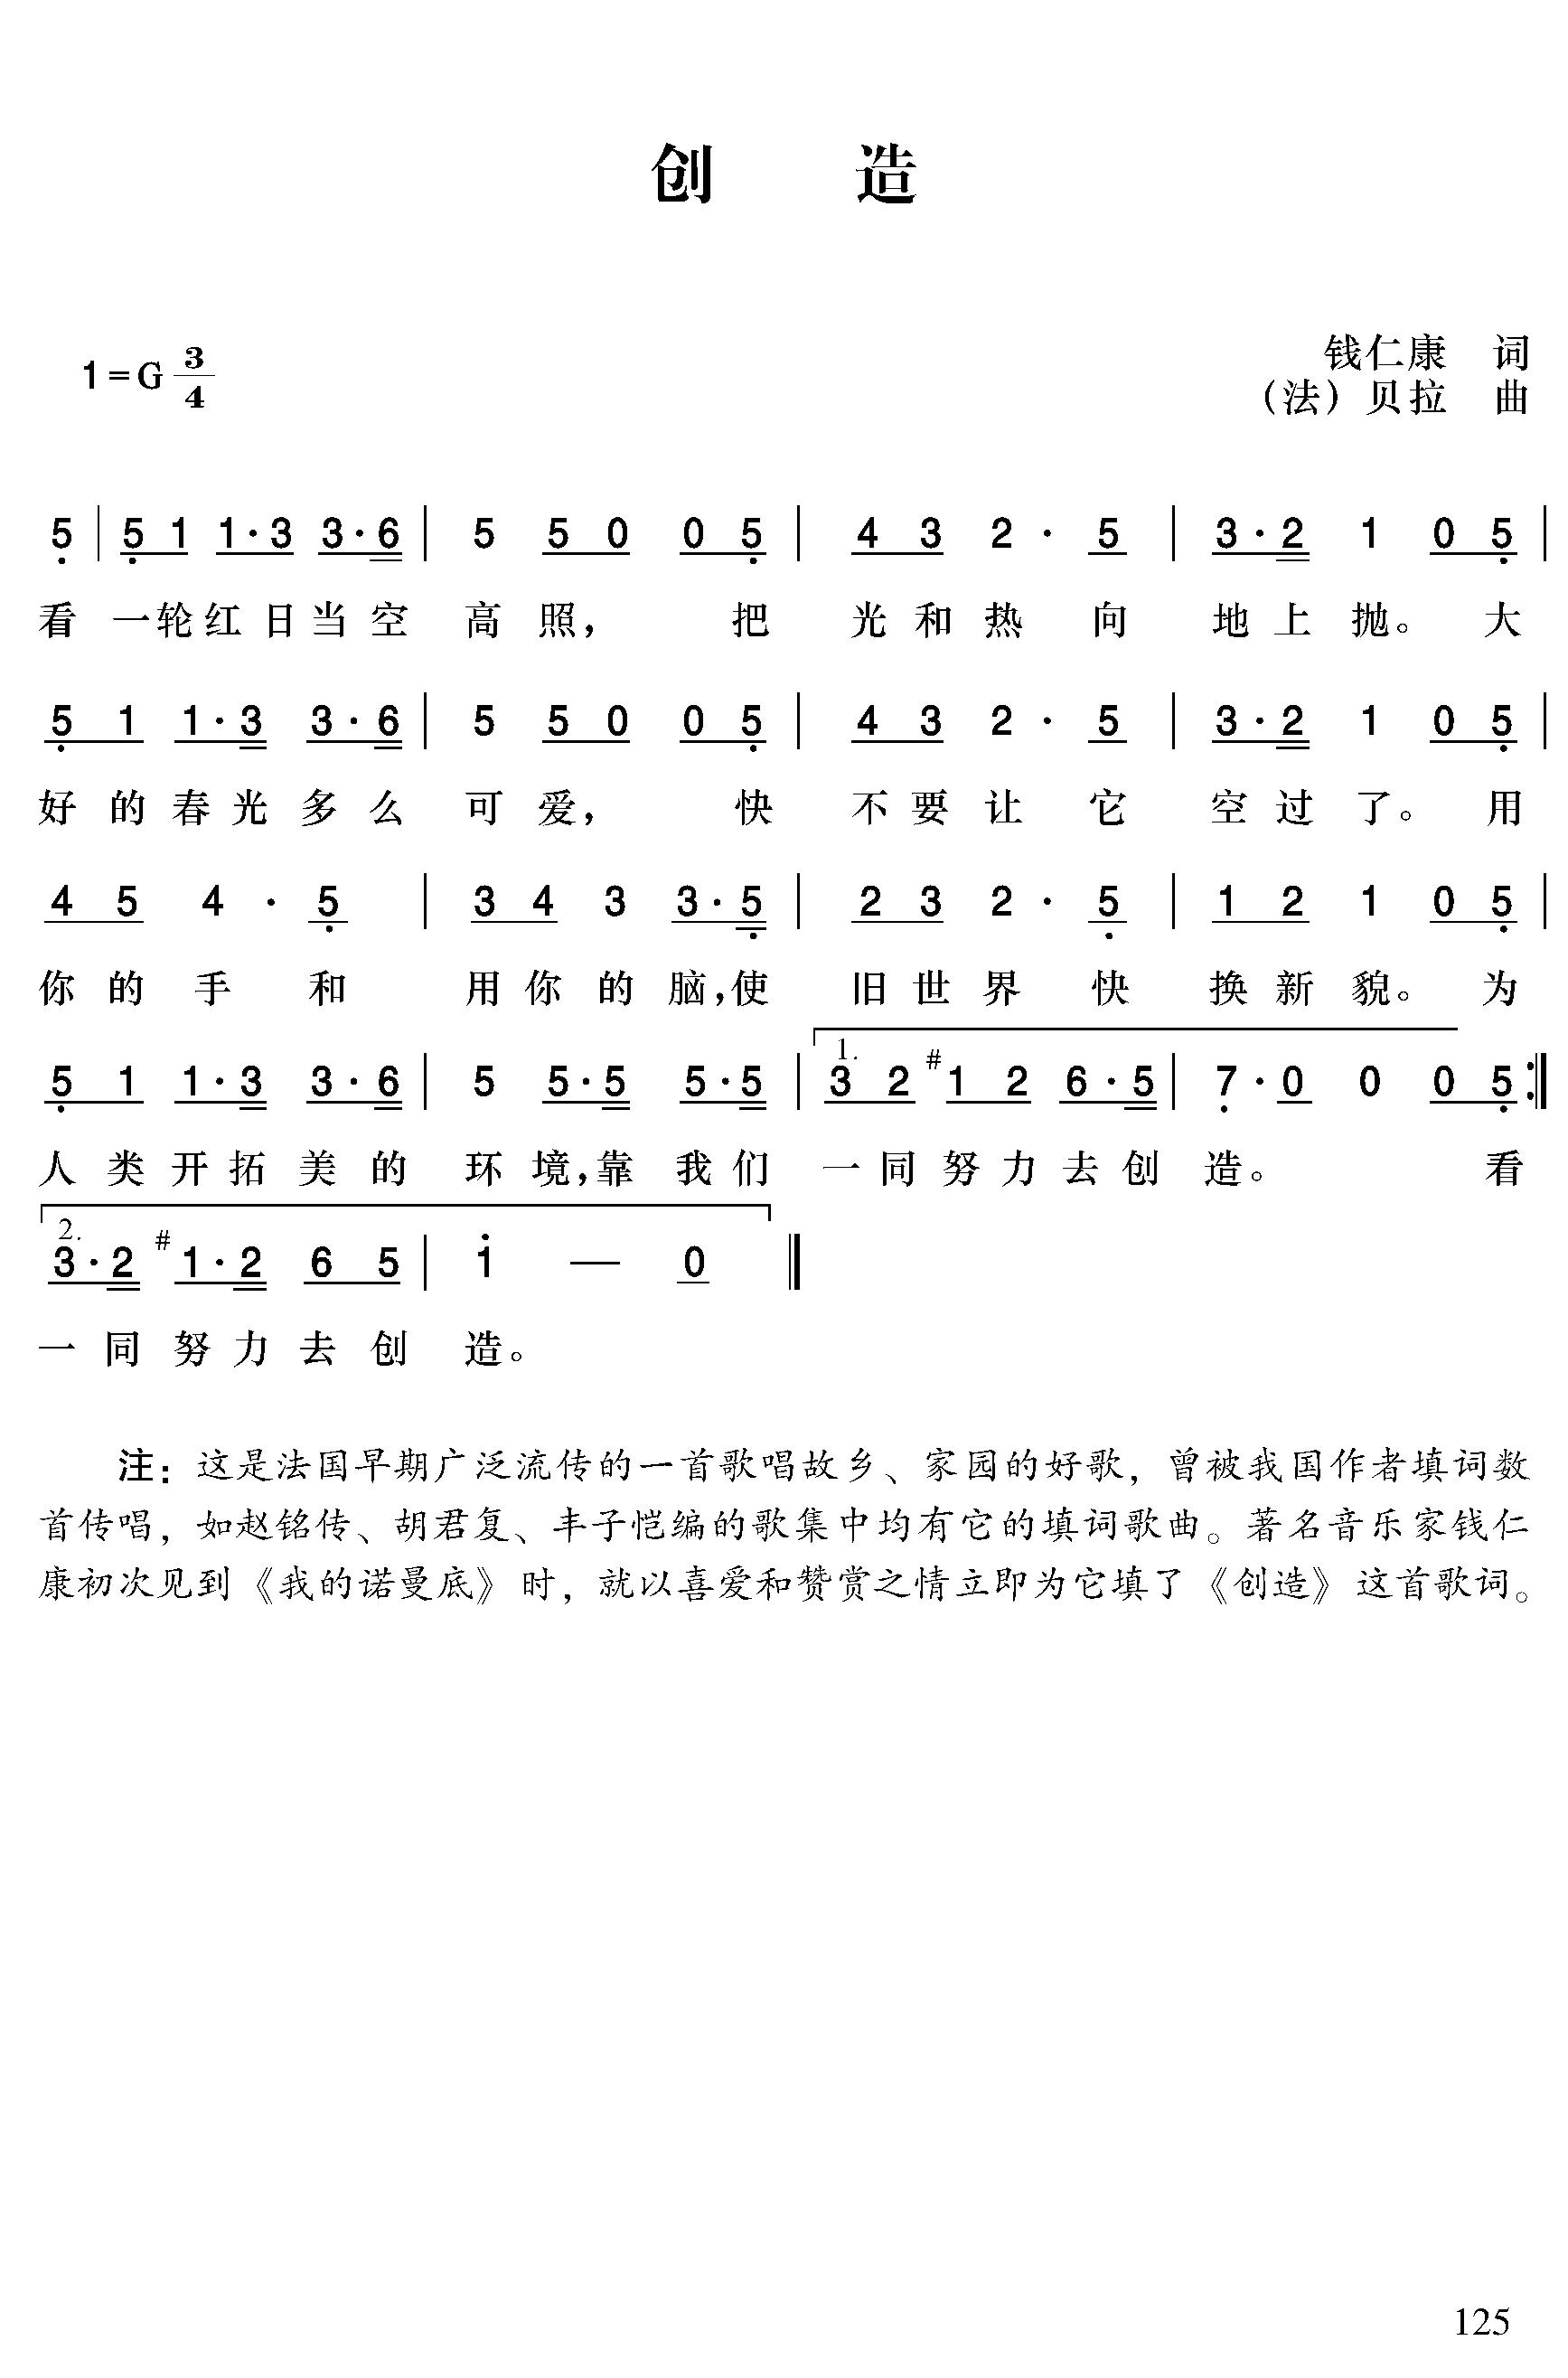 创 造
钱仁康 词
1=G 3/4
（法）贝拉 曲
5 | 5 1 1·3 3·6 | 5 5 0 0 5 | 4 3 2· 5 | 3·2 1 0 5 |
看 一轮红日当空 高照， 把 光和热向 地上抛。大
5 1 1·3 3·6 | 5 5 0 0 5 | 4 3 2· 5 | 3·2 1 0 5 |
好的春光多么 可爱， 快 不要让它 空过了。用
4 5 4· 5 | 3 4 3 3·5 | 2 3 2· 5 | 1 2 1 0 5 |
你的手和 用你的脑，使 旧世界快 换新貌。为
1.
5 1 1·3 3·6 | 5 5·5 5·5 | 3 2 #1 2 6·5 | 7·0 0 0 5 :|
人类开拓美的 环境，靠我们 一同努力去创 造。 看
2.
3·2 #1·2 6 5 | 1 — 0 ‖
一同努力去创 造。
注：这是法国早期广泛流传的一首歌唱故乡、家园的好歌，曾被我国作者填词数
首传唱，如赵铭传、胡君复、丰子恺编的歌集中均有它的填词歌曲。著名音乐家钱仁
康初次见到《我的诺曼底》时，就以喜爱和赞赏之情立即为它填了《创造》这首歌词。
125